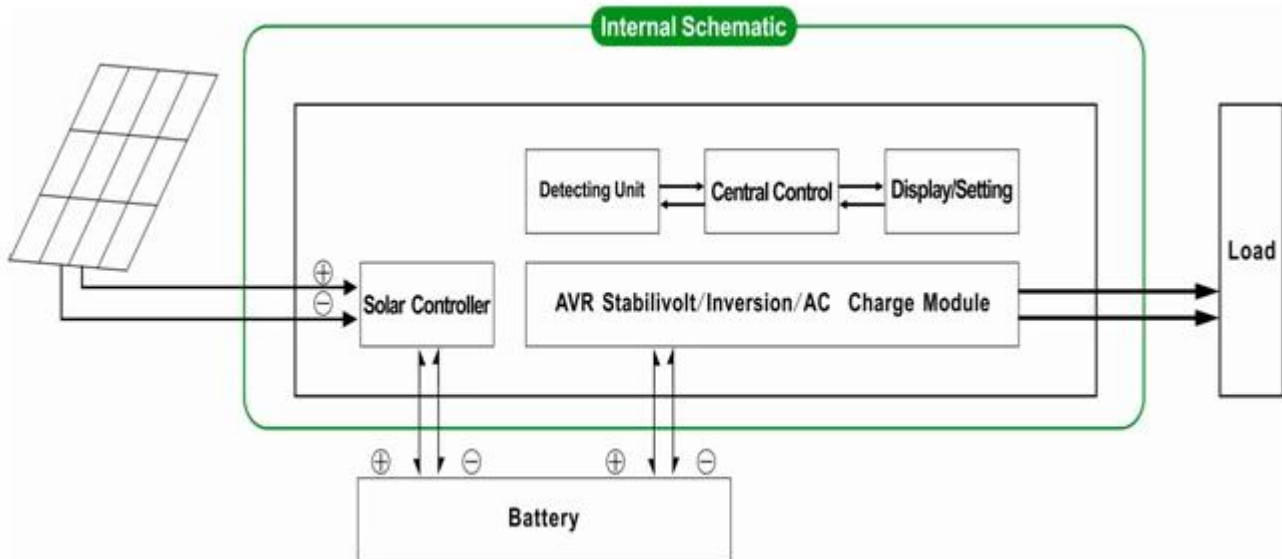 Internal Schematic
Detecting Unit
Central Control
Display/Setting
Load
+
−
Solar Controller
AVR Stabilivolt/Inversion/AC Charge Module
+ − + −
Battery